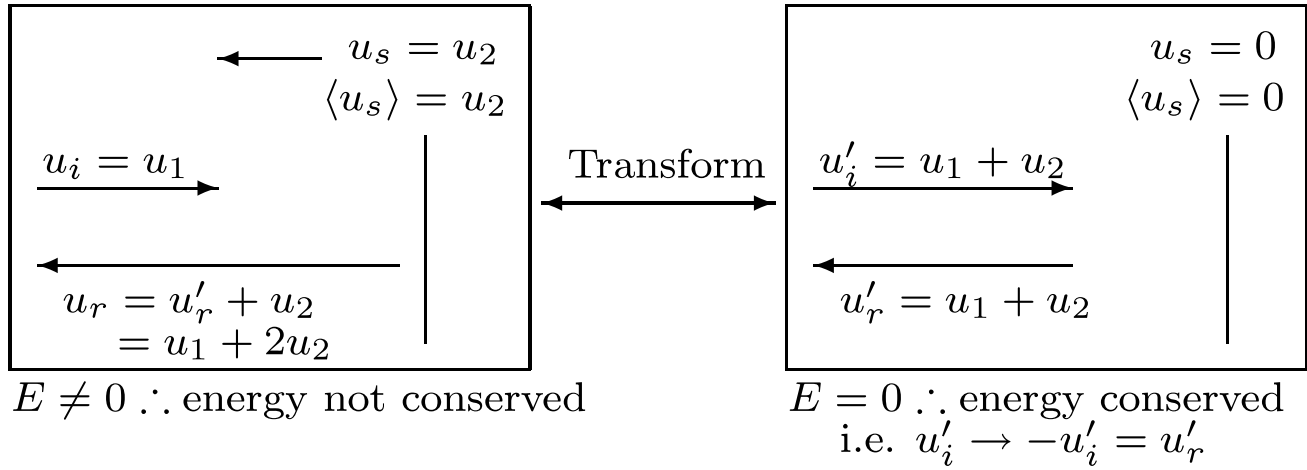 u_s = u_2
⟨u_s⟩ = u_2
u_i = u_1
u_r = u'_r + u_2
= u_1 + 2u_2
E ≠ 0 ∴ energy not conserved
Transform
u_s = 0
⟨u_s⟩ = 0
u'_i = u_1 + u_2
u'_r = u_1 + u_2
E = 0 ∴ energy conserved
i.e. u'_i → −u'_i = u'_r